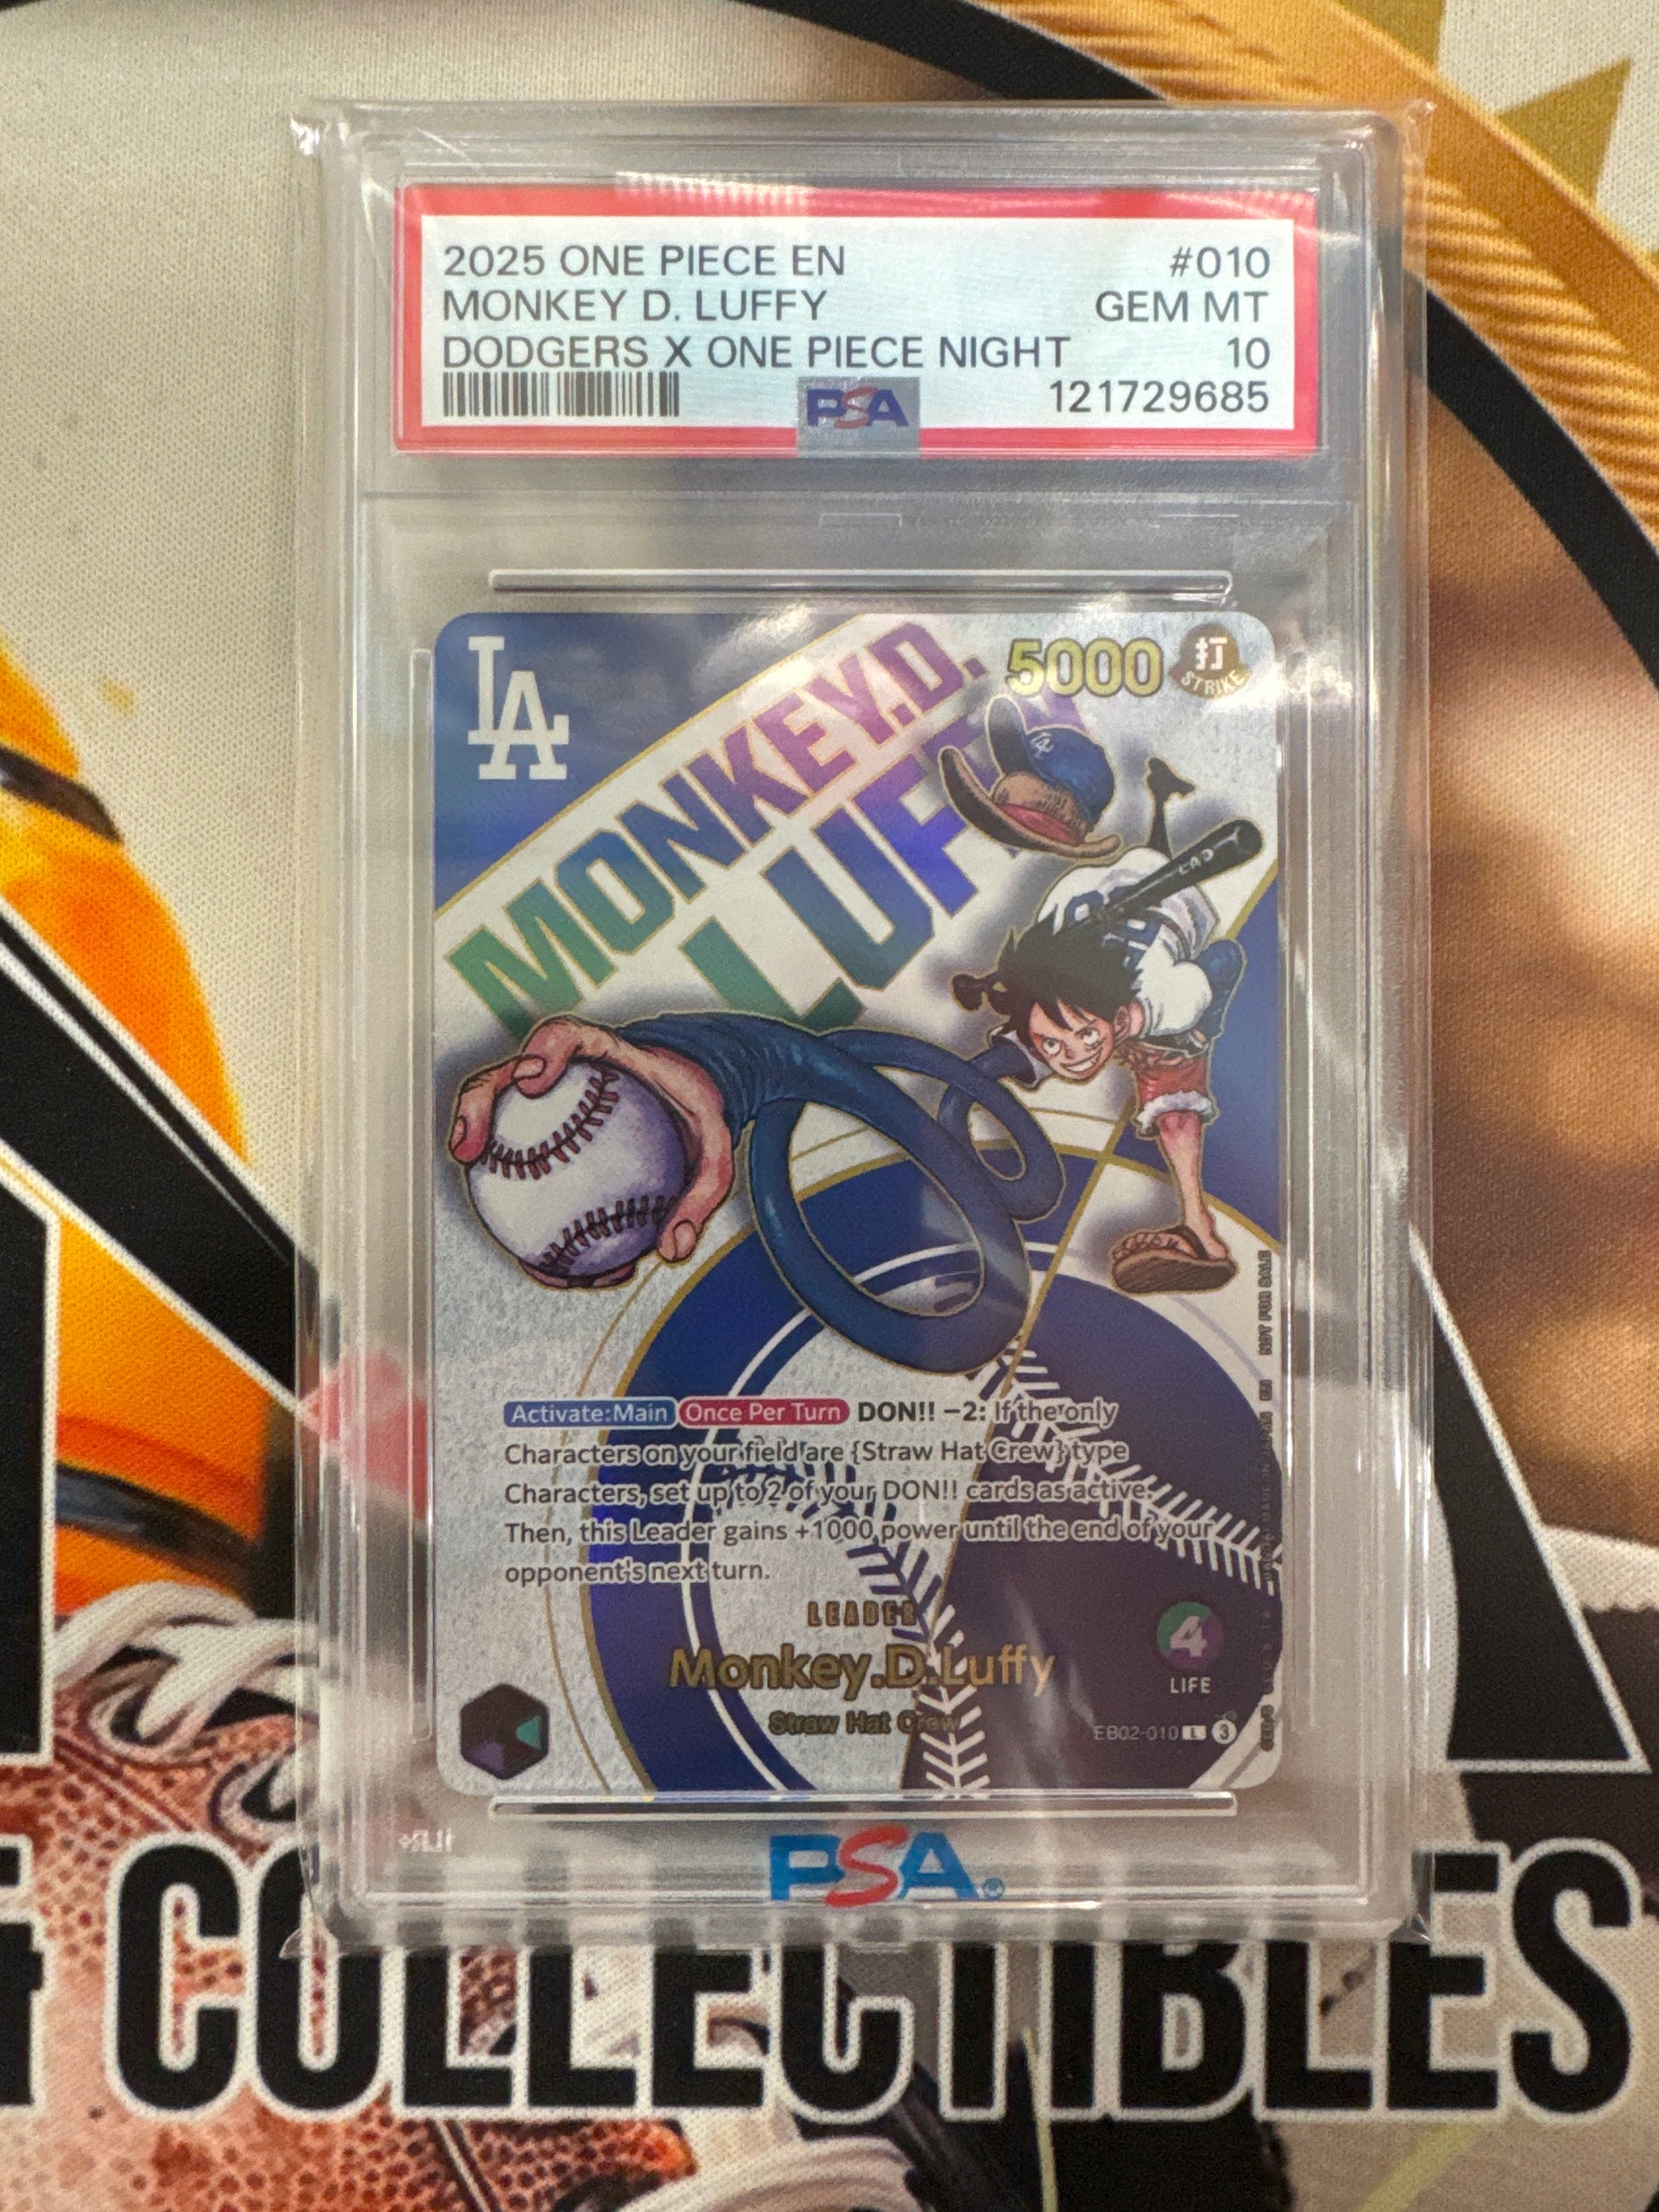 2025 ONE PIECE EN #010
MONKEY D. LUFFY GEM MT
DODGERS X ONE PIECE NIGHT 10
PSA 121729685
LA
MONKEY.D.
LUFFY
5000 打
STRIKE
LA
NOT FOR SALE
Activate:Main Once Per Turn DON!! −2: If the only
Characters on your field are {Straw Hat Crew} type
Characters, set up to 2 of your DON!! cards as active.
Then, this Leader gains +1000 power until the end of your
opponent's next turn.
LEADER
Monkey.D.Luffy
4
LIFE
Straw Hat Crew
EB02-010 L 3
PSA®
COLLECTIBLES